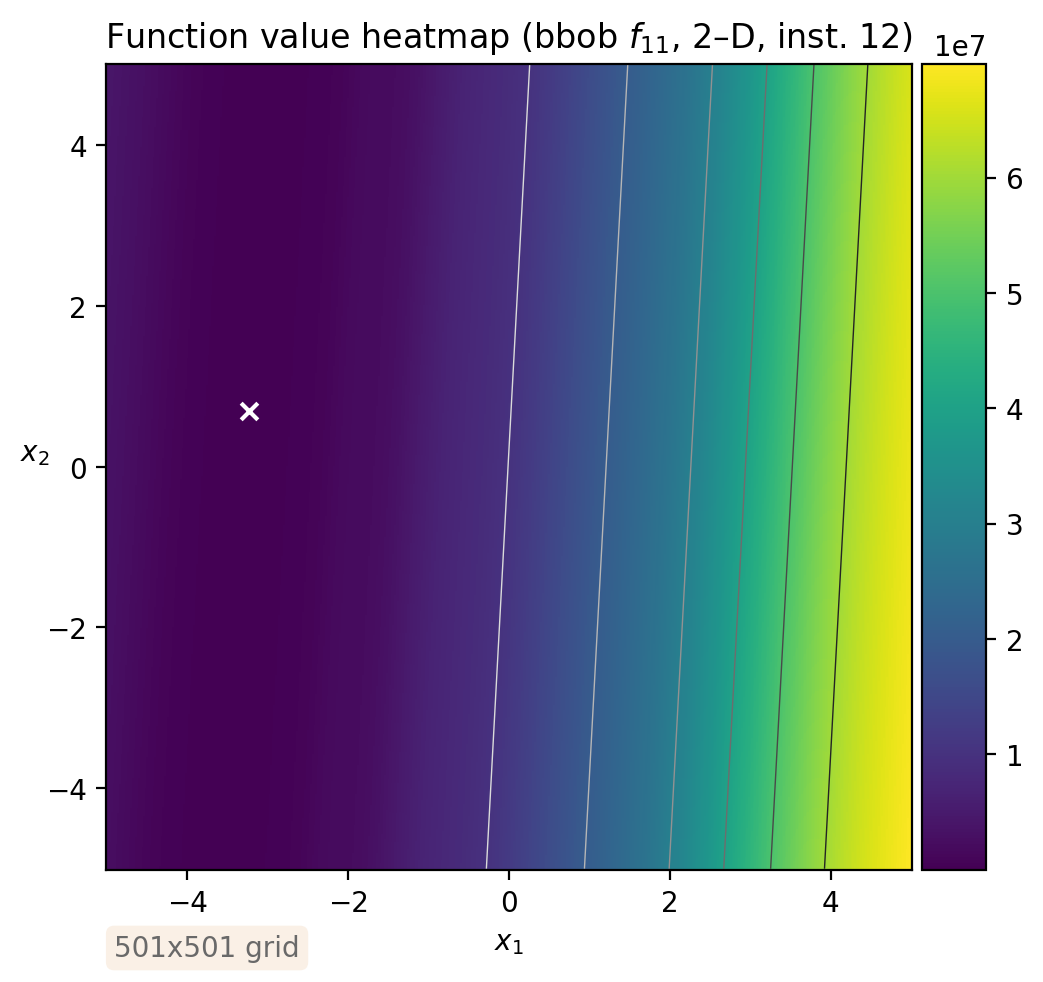 Function value heatmap (bbob f₁₁, 2–D, inst. 12)
1e7
4
2
0
−2
−4
x₂
−4 −2 0 2 4
x₁
6
5
4
3
2
1
501x501 grid